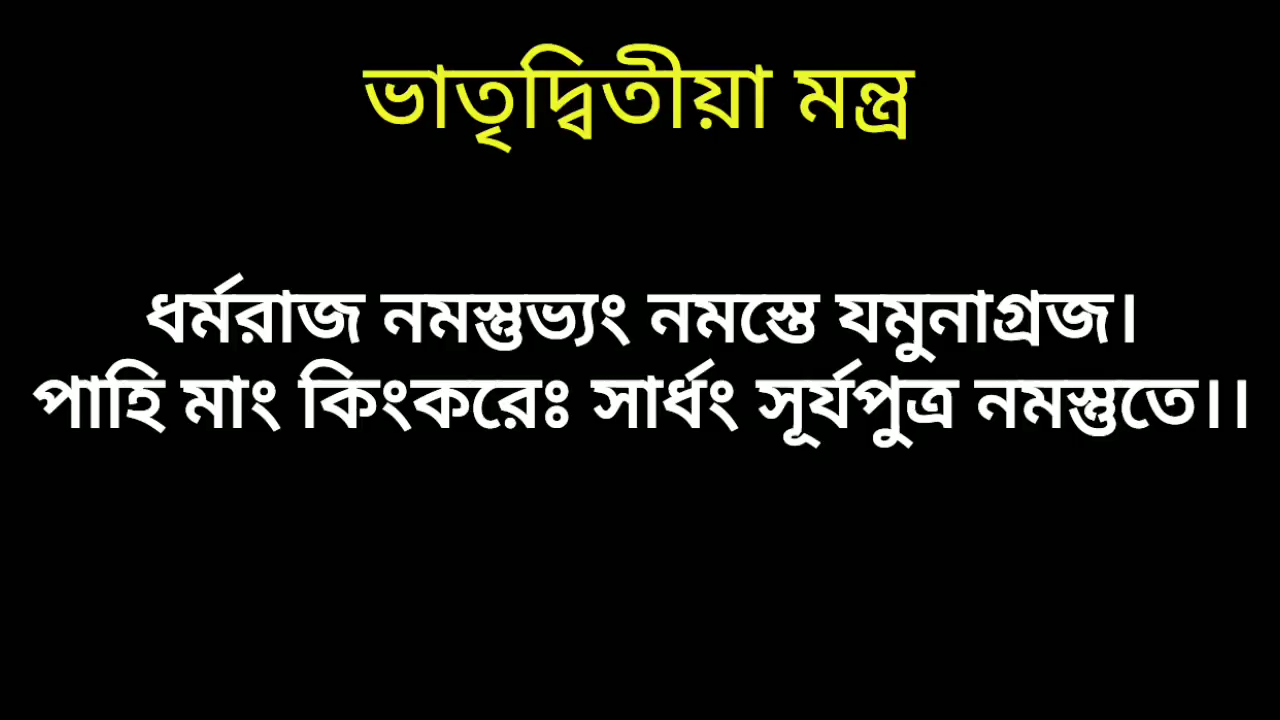 ভাতৃদ্বিতীয়া মন্ত্র
ধর্মরাজ নমস্তুভ্যং নমস্তে যমুনাগ্রজ।
পাহি মাং কিংকরেঃ সার্ধং সূর্যপুত্র নমস্তুতে।।